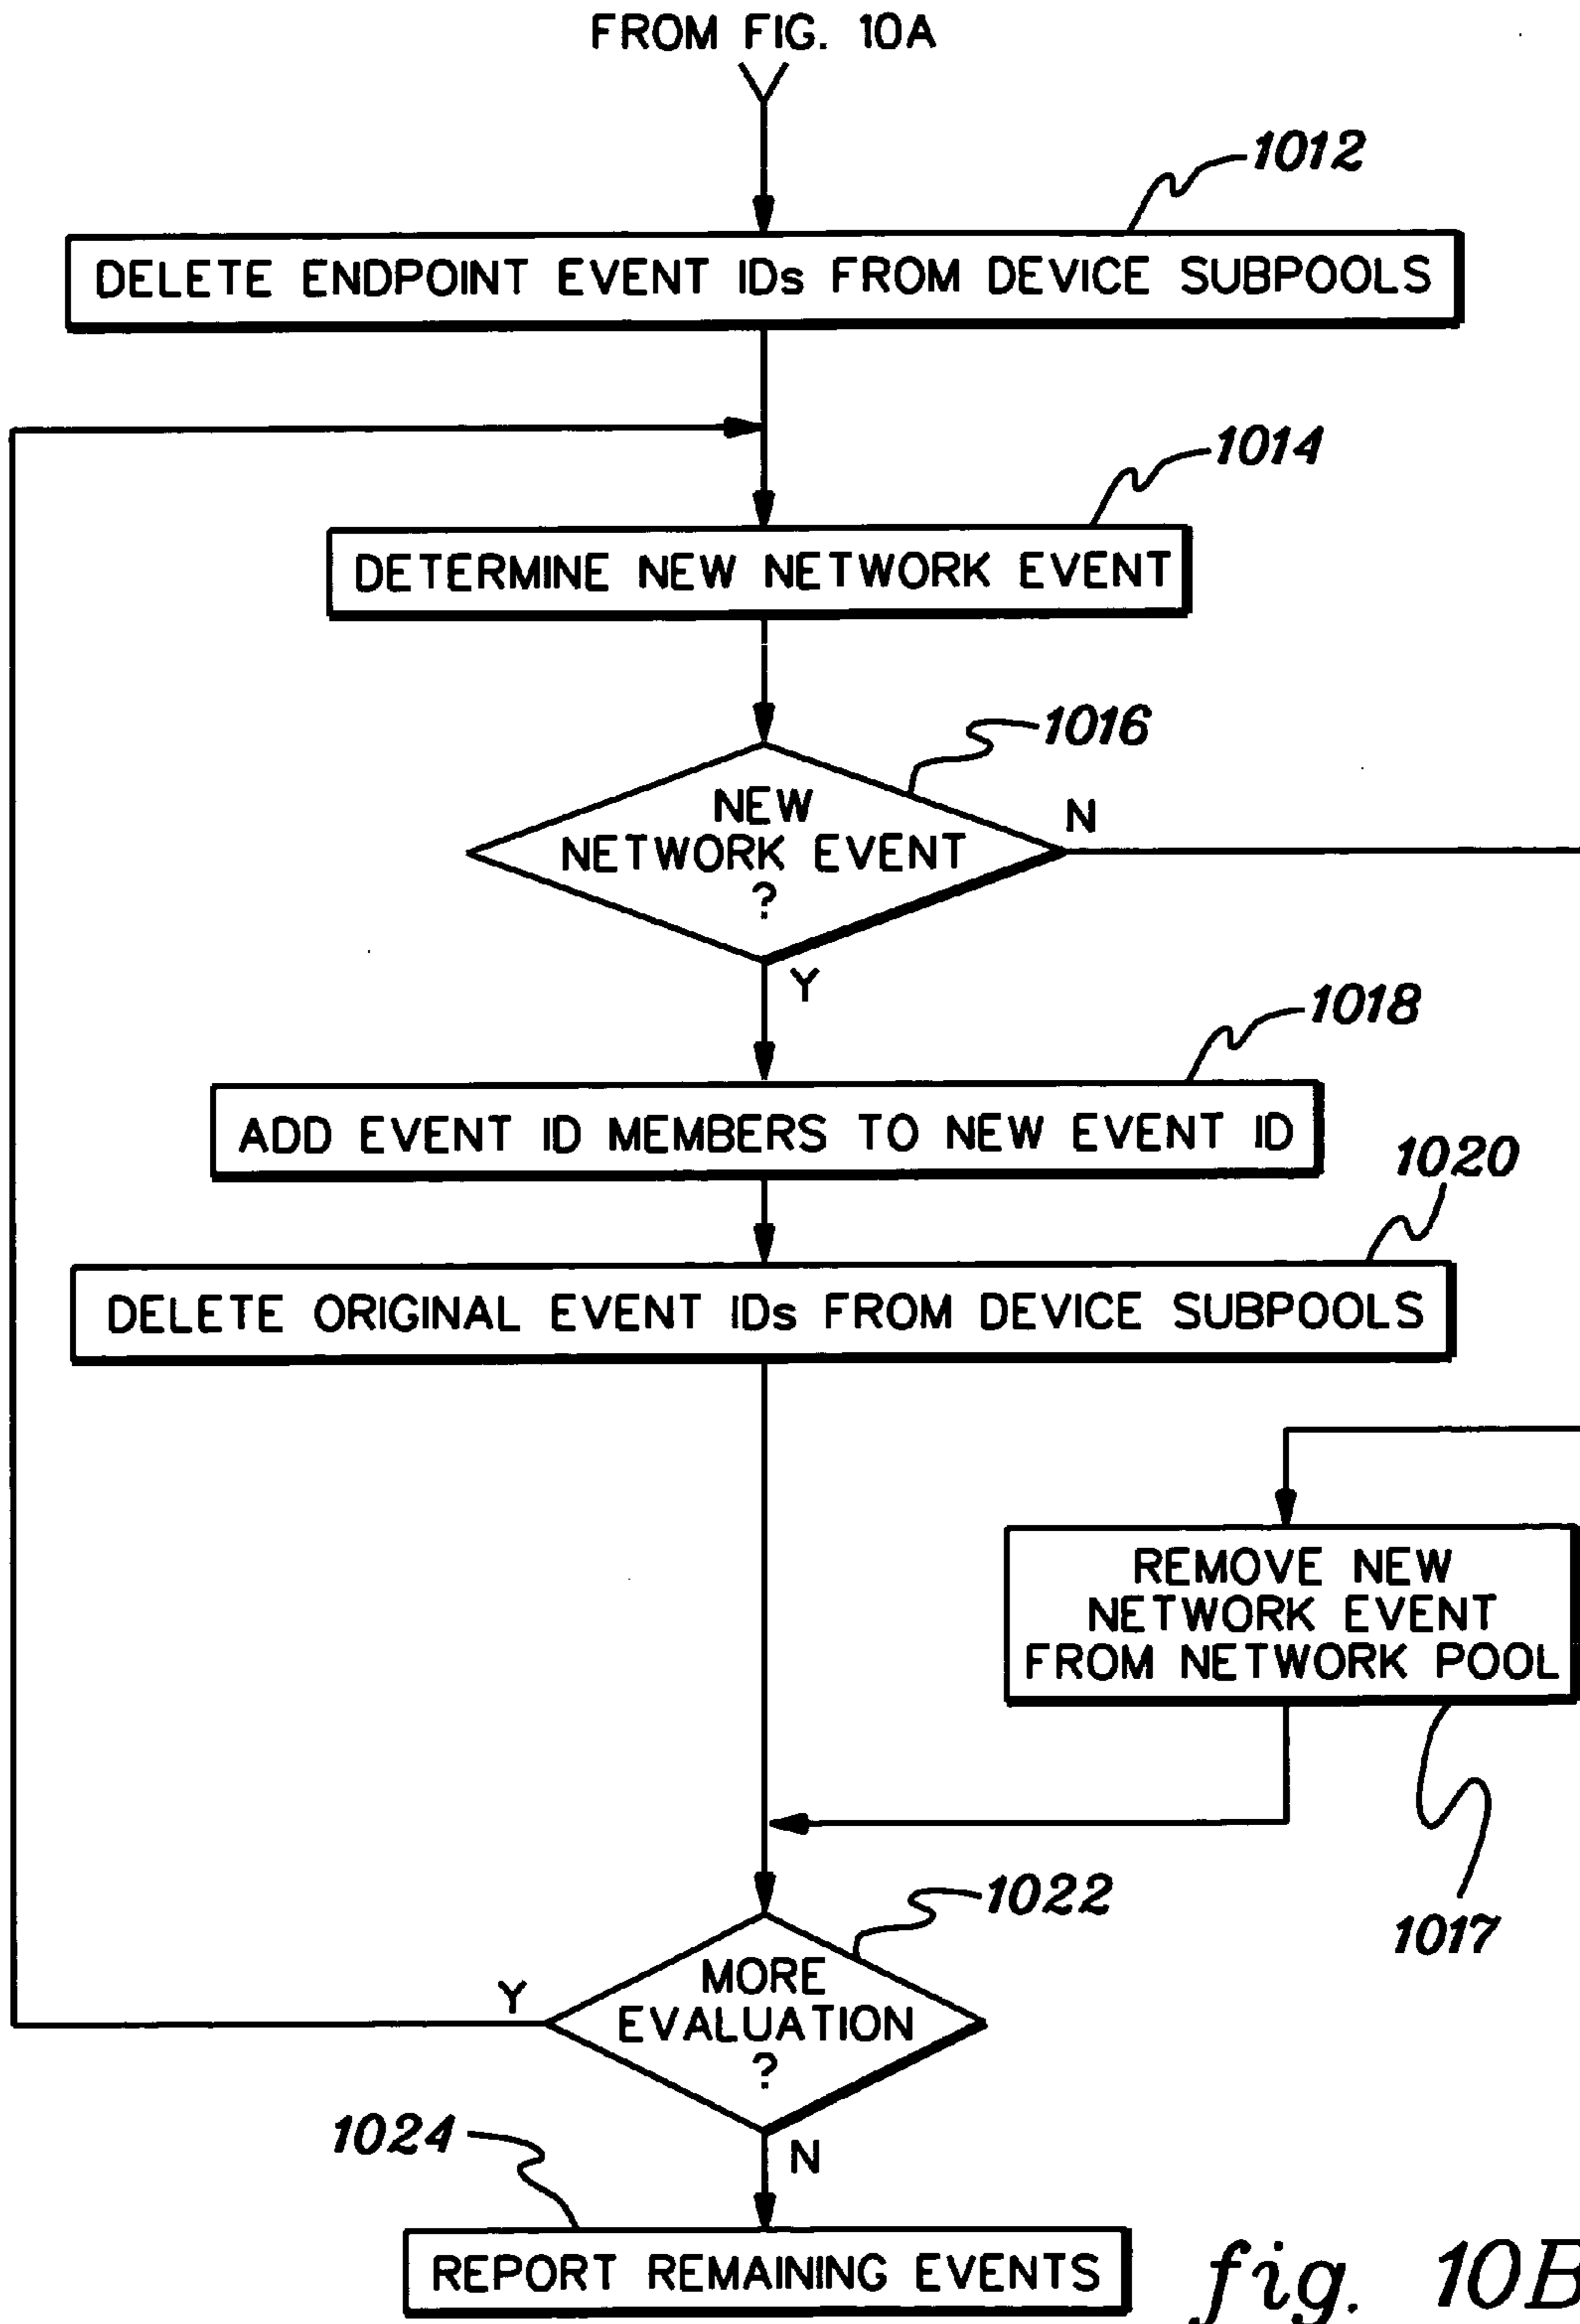 FROM FIG. 10A
1012
DELETE ENDPOINT EVENT IDs FROM DEVICE SUBPOOLS
1014
DETERMINE NEW NETWORK EVENT
1016
NEW
NETWORK EVENT
?
N
Y
1018
ADD EVENT ID MEMBERS TO NEW EVENT ID
1020
DELETE ORIGINAL EVENT IDs FROM DEVICE SUBPOOLS
REMOVE NEW
NETWORK EVENT
FROM NETWORK POOL
1017
1022
MORE
EVALUATION
?
Y
N
1024
REPORT REMAINING EVENTS
fig. 10B